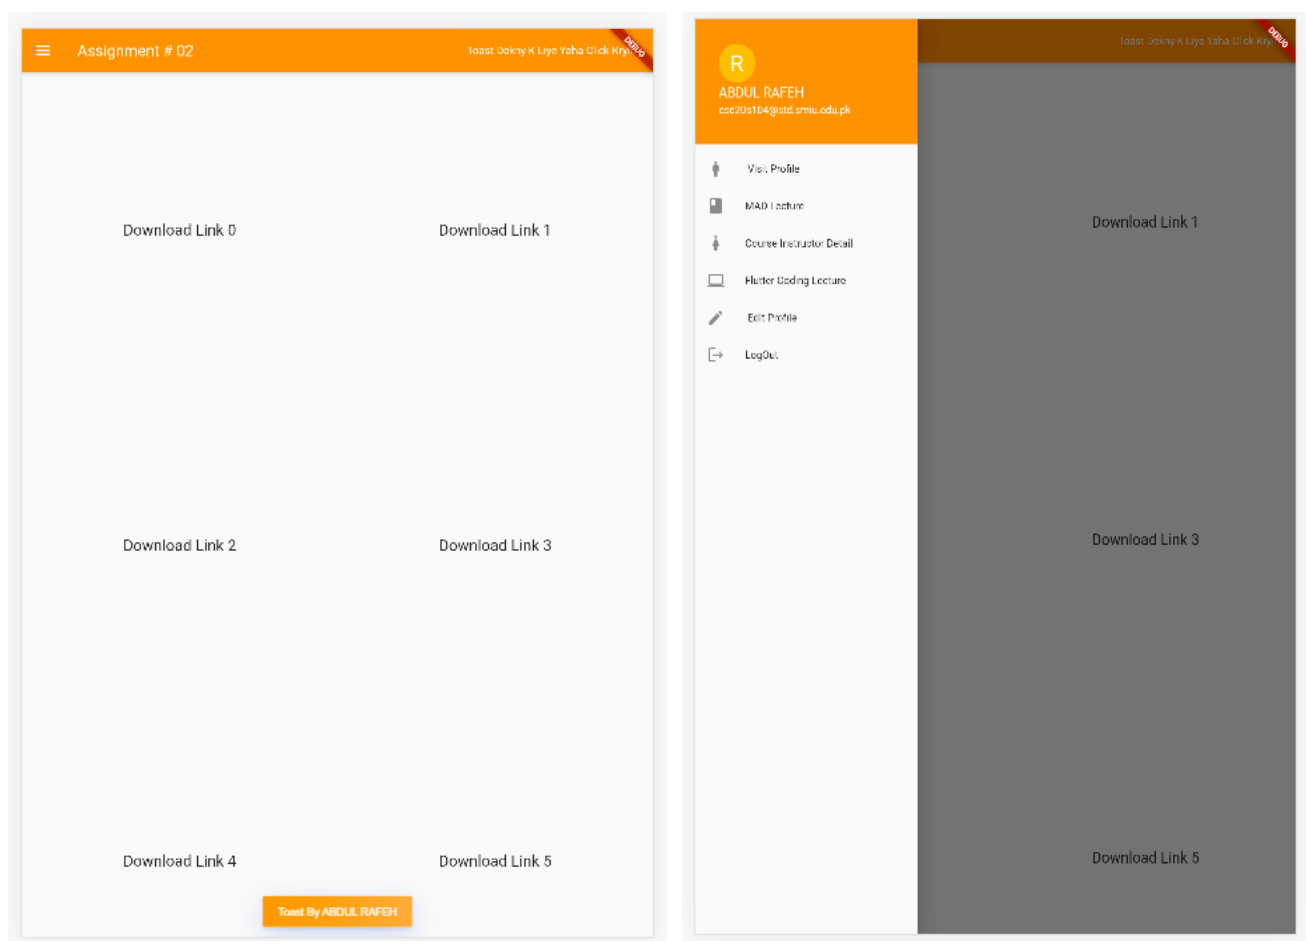 Assignment # 02
Toast Dekny K Liye Yaha Click Kry
DEBUG
Download Link 0
Download Link 1
Download Link 2
Download Link 3
Download Link 4
Download Link 5
Toast By ABDUL RAFEH
Toast Dekny K Liye Yaha Click Kry
DEBUG
R
ABDUL RAFEH
csc20s104@std.smiu.edu.pk
Visit Profile
MAD Lecture
Course Instructor Detail
Flutter Coding Lecture
Edit Profile
LogOut
Download Link 1
Download Link 3
Download Link 5